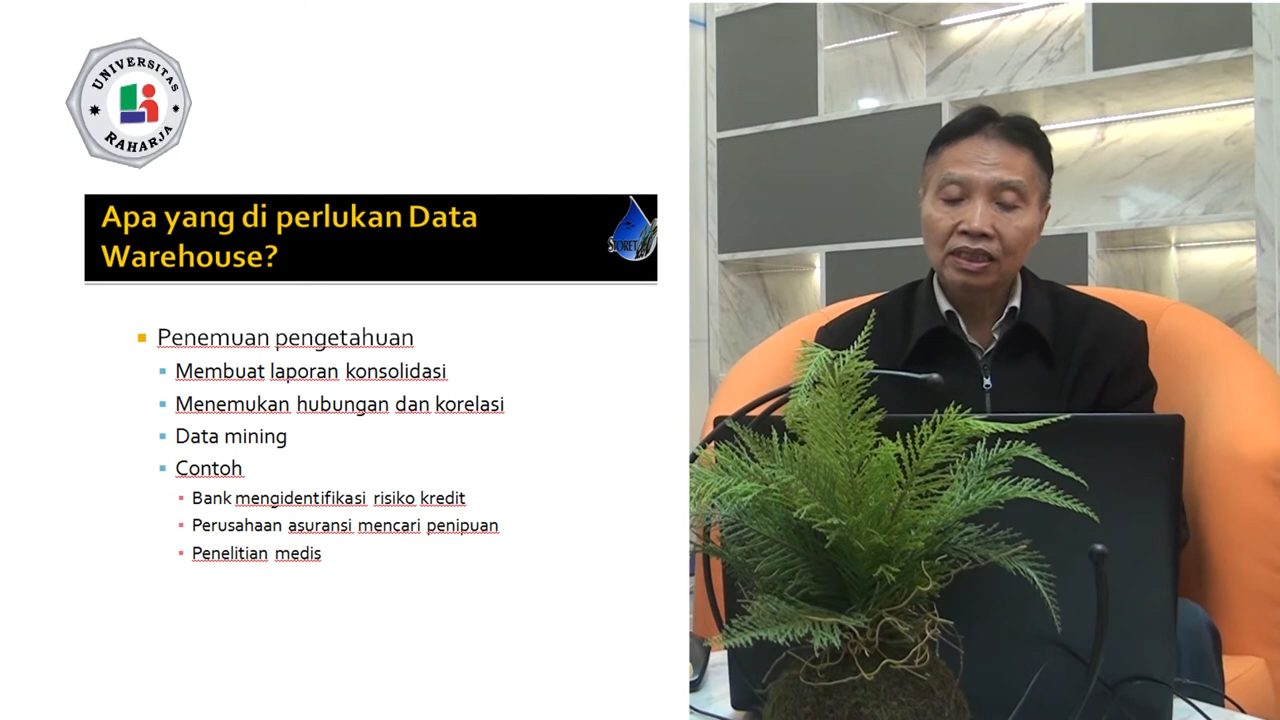 UNIVERSITAS
RAHARJA
Apa yang di perlukan Data
Warehouse?
STORET
Penemuan pengetahuan
Membuat laporan konsolidasi
Menemukan hubungan dan korelasi
Data mining
Contoh
Bank mengidentifikasi risiko kredit
Perusahaan asuransi mencari penipuan
Penelitian medis